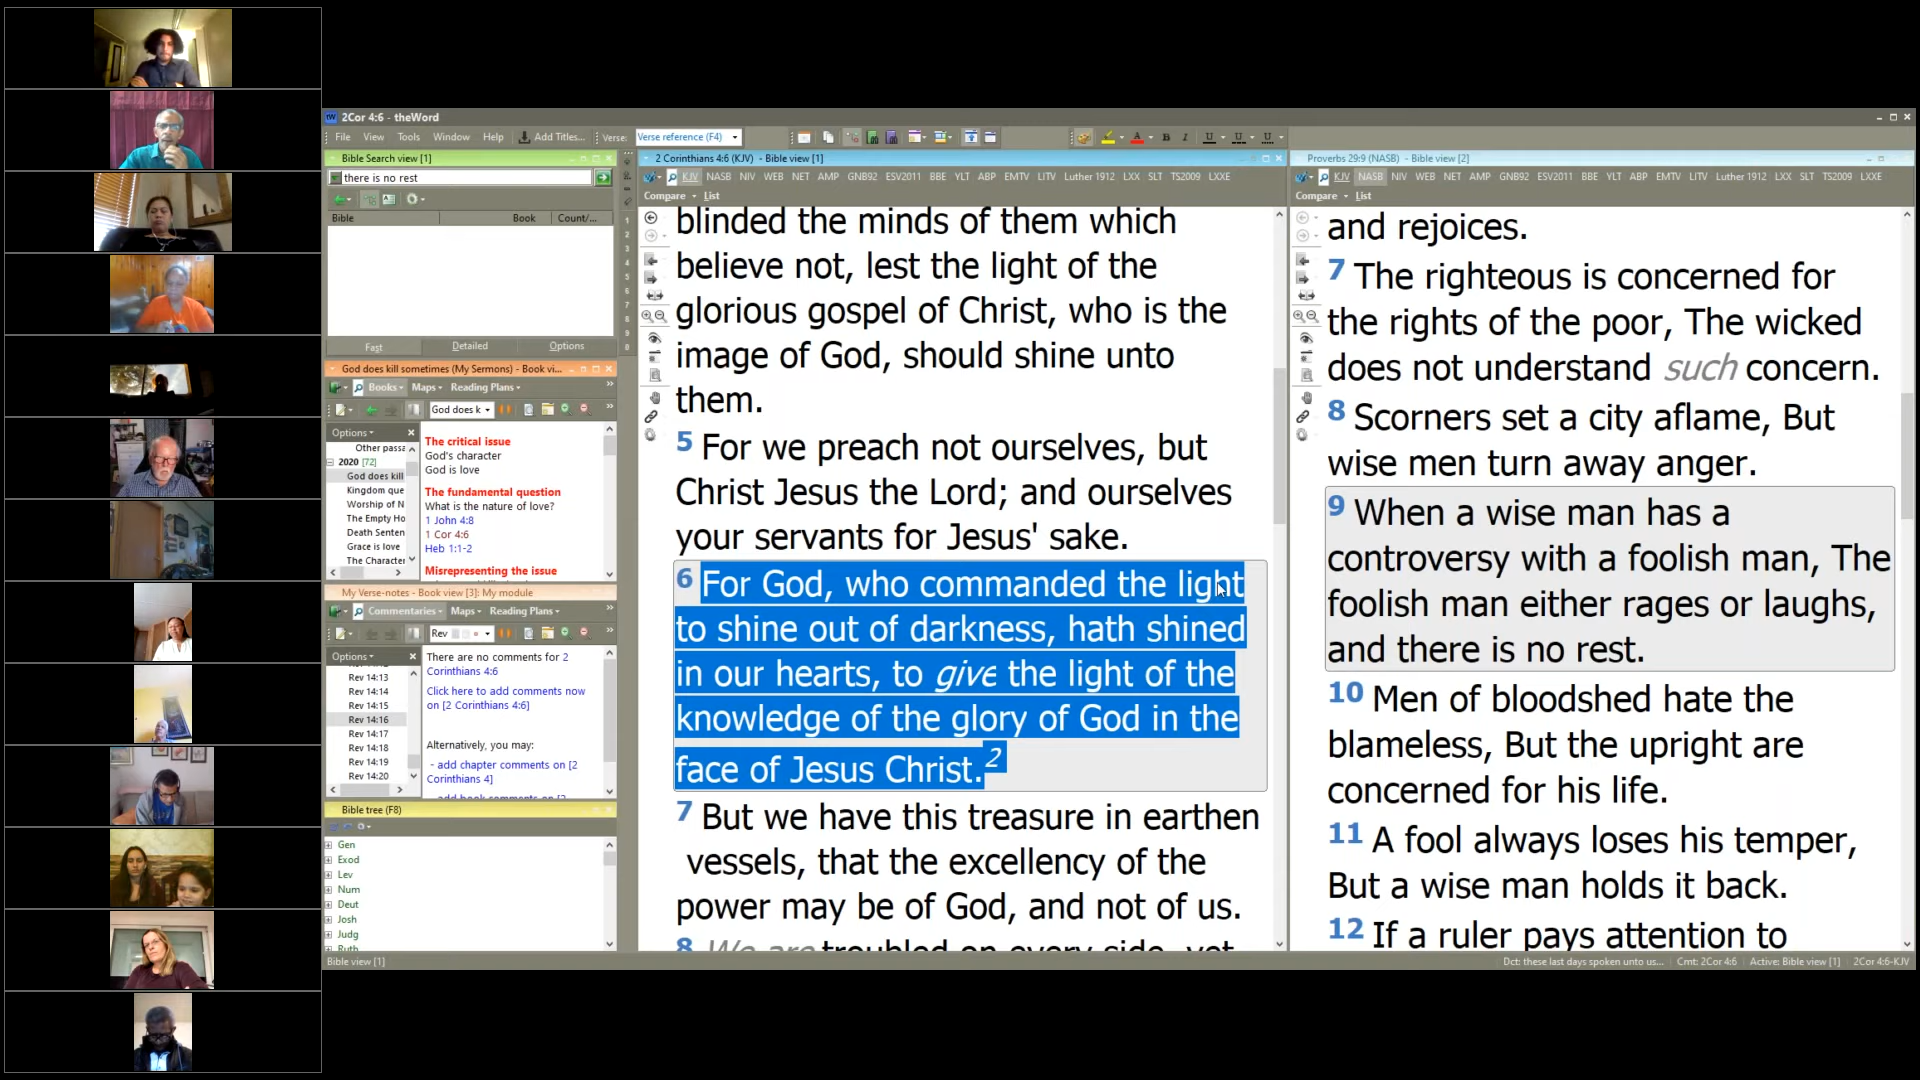 2Cor 4:6 - theWord
File View Tools Window Help Add Titles... Verse: Verse reference (F4)
Bible Search view [1]
there is no rest
Bible Book Count/...
Fast Detailed Options
God does kill sometimes (My Sermons) - Book vi...
Books Maps Reading Plans
God does k
Options
Other passa
2020 [72]
God does kill
Kingdom que
Worship of N
The Empty Ho
Death Senten
Grace is love
The Character
The critical issue
God's character
God is love
The fundamental question
What is the nature of love?
1 John 4:8
1 Cor 4:6
Heb 1:1-2
Misrepresenting the issue
My Verse-notes - Book view [3]: My module
Commentaries Maps Reading Plans
Rev
Options
Rev 14:13
Rev 14:14
Rev 14:15
Rev 14:16
Rev 14:17
Rev 14:18
Rev 14:19
Rev 14:20
There are no comments for 2
Corinthians 4:6
Click here to add comments now
on [2 Corinthians 4:6]
Alternatively, you may:
- add chapter comments on [2
Corinthians 4]
- add book comments on [2
Bible tree (F8)
Gen
Exod
Lev
Num
Deut
Josh
Judg
Ruth
2 Corinthians 4:6 (KJV) - Bible view [1]
KJV NASB NIV WEB NET AMP GNB92 ESV2011 BBE YLT ABP EMTV LITV Luther 1912 LXX SLT TS2009 LXXE
Compare List
blinded the minds of them which
believe not, lest the light of the
glorious gospel of Christ, who is the
image of God, should shine unto
them.
5 For we preach not ourselves, but
Christ Jesus the Lord; and ourselves
your servants for Jesus' sake.
6 For God, who commanded the light
to shine out of darkness, hath shined
in our hearts, to give the light of the
knowledge of the glory of God in the
face of Jesus Christ.2
7 But we have this treasure in earthen
vessels, that the excellency of the
power may be of God, and not of us.
8 We are troubled on every side, yet
Proverbs 29:9 (NASB) - Bible view [2]
KJV NASB NIV WEB NET AMP GNB92 ESV2011 BBE YLT ABP EMTV LITV Luther 1912 LXX SLT TS2009 LXXE
Compare List
and rejoices.
7 The righteous is concerned for
the rights of the poor, The wicked
does not understand such concern.
8 Scorners set a city aflame, But
wise men turn away anger.
9 When a wise man has a
controversy with a foolish man, The
foolish man either rages or laughs,
and there is no rest.
10 Men of bloodshed hate the
blameless, But the upright are
concerned for his life.
11 A fool always loses his temper,
But a wise man holds it back.
12 If a ruler pays attention to
Bible view [1] Dct: these last days spoken unto us... Cmt: 2Cor 4:6 Active: Bible view [1] 2Cor 4:6-KJV